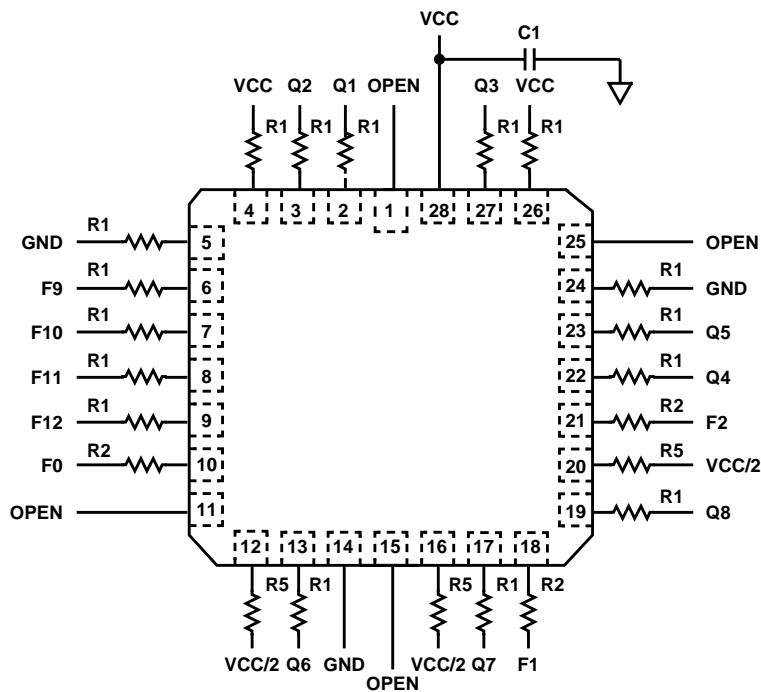 VCC
C1
VCC Q2 Q1 OPEN Q3 VCC
R1 R1 R1 R1 R1
4 3 2 1 28 27 26
GND R1 5
F9 R1 6
F10 R1 7
F11 R1 8
F12 R1 9
F0 R2 10
OPEN 11
25 OPEN
24 R1 GND
23 R1 Q5
22 R1 Q4
21 R2 F2
20 R5 VCC/2
19 R1 Q8
12 13 14 15 16 17 18
R5 R1 R5 R1 R2
VCC/2 Q6 GND OPEN VCC/2 Q7 F1